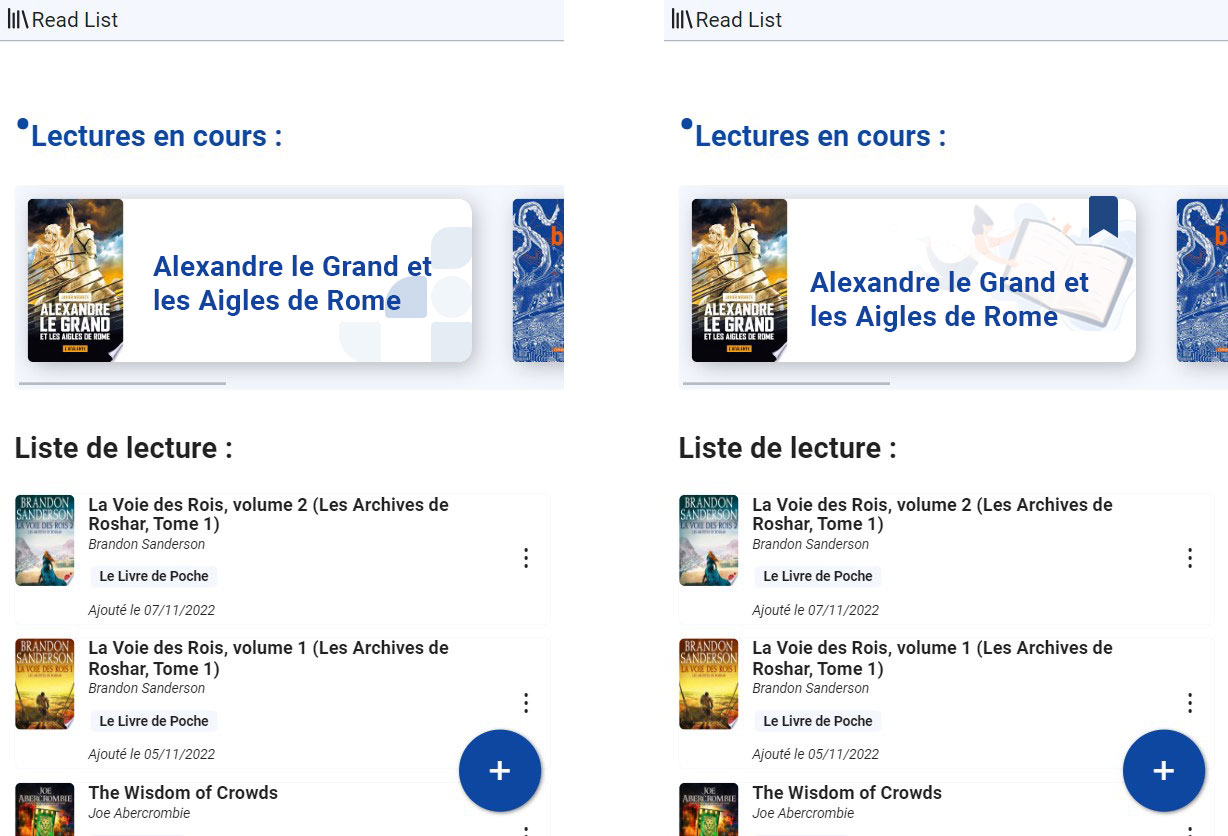 Read List
Lectures en cours :
ALEXANDRE
LE GRAND
ET LES AIGLES DE ROME
Alexandre le Grand et
les Aigles de Rome
b
Liste de lecture :
BRANDON
SANDERSON
LA VOIE DES ROIS 2
La Voie des Rois, volume 2 (Les Archives de
Roshar, Tome 1)
Brandon Sanderson
Le Livre de Poche
Ajouté le 07/11/2022
BRANDON
SANDERSON
LA VOIE DES ROIS 1
La Voie des Rois, volume 1 (Les Archives de
Roshar, Tome 1)
Brandon Sanderson
Le Livre de Poche
Ajouté le 05/11/2022
+
JOE
ABERCROMBIE
The Wisdom of Crowds
Joe Abercrombie
Read List
Lectures en cours :
ALEXANDRE
LE GRAND
ET LES AIGLES DE ROME
Alexandre le Grand et
les Aigles de Rome
b
Liste de lecture :
BRANDON
SANDERSON
LA VOIE DES ROIS 2
La Voie des Rois, volume 2 (Les Archives de
Roshar, Tome 1)
Brandon Sanderson
Le Livre de Poche
Ajouté le 07/11/2022
BRANDON
SANDERSON
LA VOIE DES ROIS 1
La Voie des Rois, volume 1 (Les Archives de
Roshar, Tome 1)
Brandon Sanderson
Le Livre de Poche
Ajouté le 05/11/2022
+
JOE
ABERCROMBIE
The Wisdom of Crowds
Joe Abercrombie